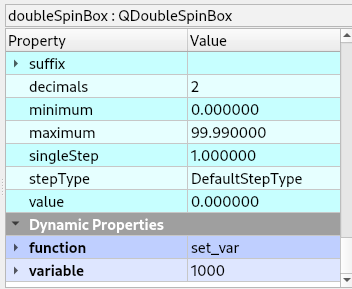 doubleSpinBox : QDoubleSpinBox
Property Value
suffix
decimals 2
minimum 0.000000
maximum 99.990000
singleStep 1.000000
stepType DefaultStepType
value 0.000000
Dynamic Properties
function set_var
variable 1000